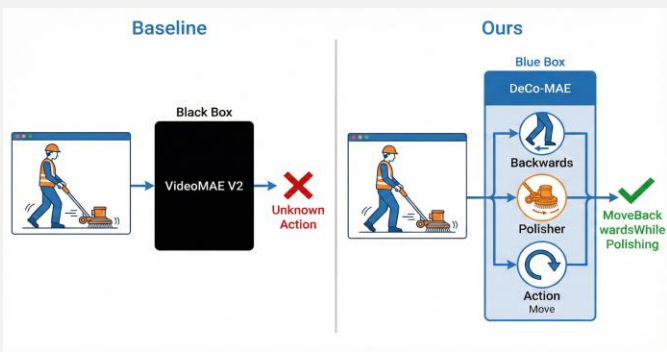 Baseline
Black Box
VideoMAE V2
Unknown
Action
Ours
Blue Box
DeCo-MAE
Backwards
Polisher
Action
Move
MoveBack
wardsWhile
Polishing